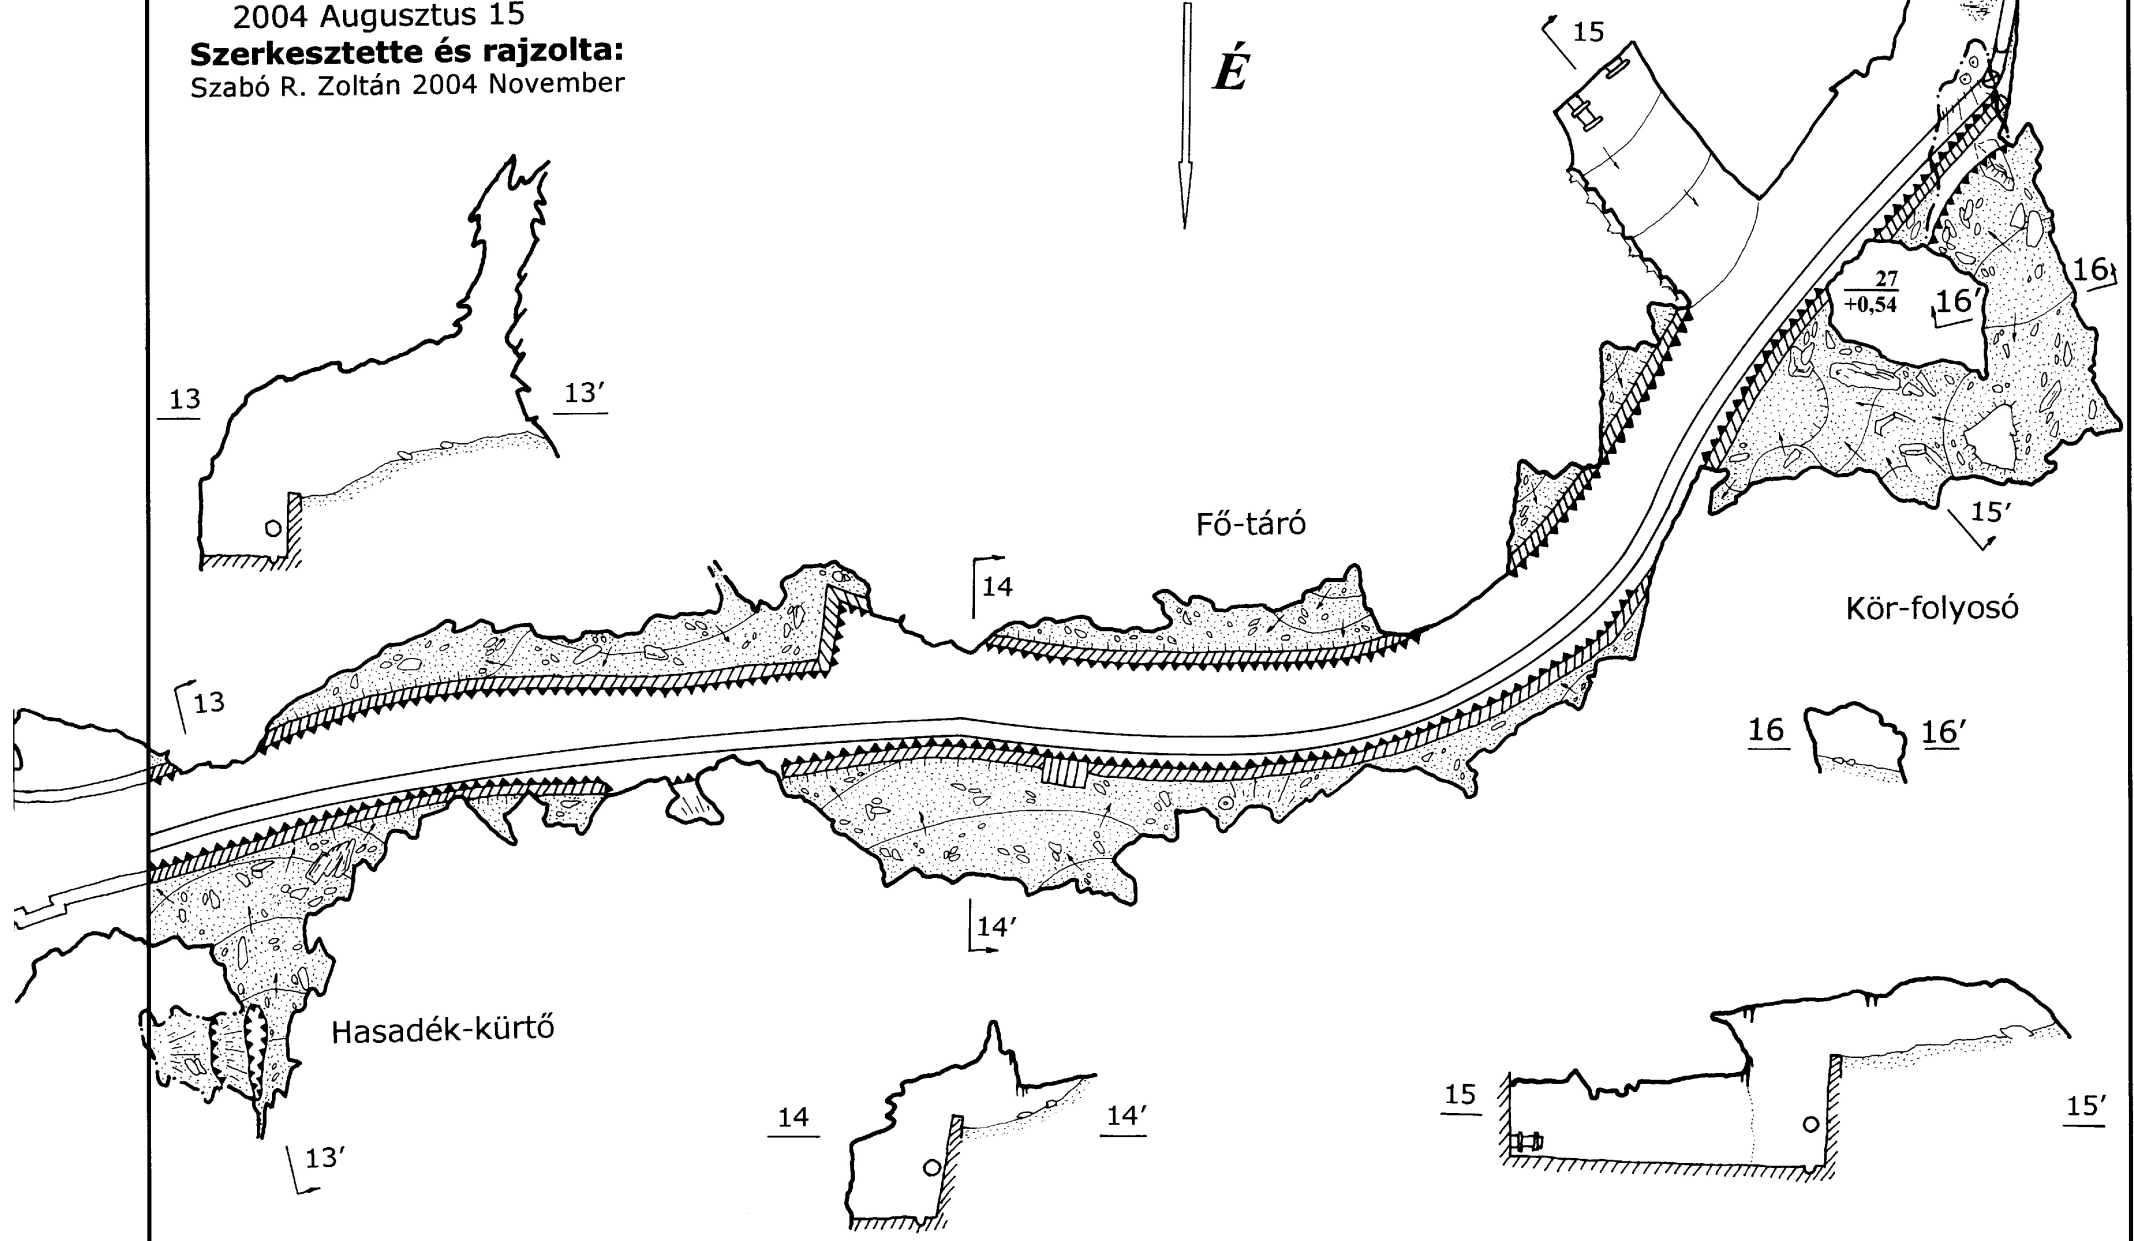 2004 Augusztus 15
Szerkesztette és rajzolta:
Szabó R. Zoltán 2004 November
É
15
16
27
+0,54
16'
13
13'
15'
Fő-táró
14
Kör-folyosó
13
16
16'
14'
Hasadék-kürtő
13'
14
14'
15
15'